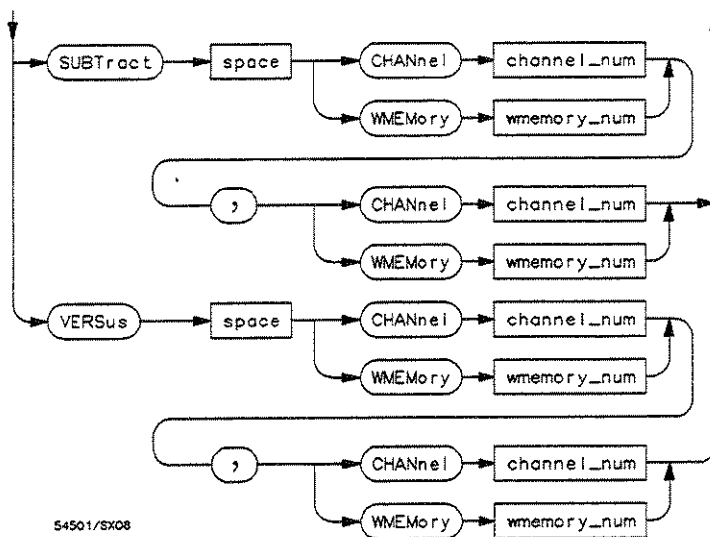 SUBTract space CHANnel channel_num
WMEMory wmemory_num
, CHANnel channel_num
WMEMory wmemory_num
VERSus space CHANnel channel_num
WMEMory wmemory_num
, CHANnel channel_num
WMEMory wmemory_num
54501/SX08